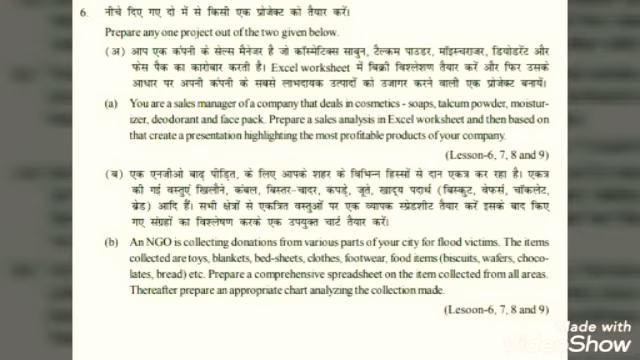 6. नीचे दिए गए दो में से किसी एक प्रोजेक्ट को तैयार करें।
Prepare any one project out of the two given below.
(अ) आप एक कंपनी के सेल्स मैनेजर है जो कॉस्मेटिक्स साबुन, टैल्कम पाउडर, मॉइस्चराजर, डियोडरेंट और
फेस पैक का कारोबार करती है। Excel worksheet में बिक्री विश्लेशण तैयार करें और फिर उसके
आधार पर अपनी कंपनी के सबसे लाभदायक उत्पादों को उजागर करने वाली एक प्रोजेक्ट बनायें।
(a) You are a sales manager of a company that deals in cosmetics - soaps, talcum powder, moistur-
izer, deodorant and face pack. Prepare a sales analysis in Excel worksheet and then based on
that create a presentation highlighting the most profitable products of your company.
(Lesson-6, 7, 8 and 9)
(ब) एक एनजीओ बाढ़ पीड़ित, के लिए आपके शहर के विभिन्न हिस्सों से दान एकत्र कर रहा है। एकत्र
की गई वस्तुएं खिलौने, कंबल, बिस्तर-चादर, कपड़े, जूते, खाद्य पदार्थ (बिस्कुट, वेफर्स, चॉकलेट,
ब्रेड) आदि हैं। सभी क्षेत्रों से एकत्रित वस्तुओं पर एक व्यापक स्प्रेडशीट तैयार करें इसके बाद किए
गए संग्रहों का विश्लेषण करके एक उपयुक्त चार्ट तैयार करें।
(b) An NGO is collecting donations from various parts of your city for flood victims. The items
collected are toys, blankets, bed-sheets, clothes, footwear, food items (biscuits, wafers, choco-
lates, bread) etc. Prepare a comprehensive spreadsheet on the item collected from all areas.
Thereafter prepare an appropriate chart analyzing the collection made.
(Lesoon-6, 7, 8 and 9)
Made with
VideoShow